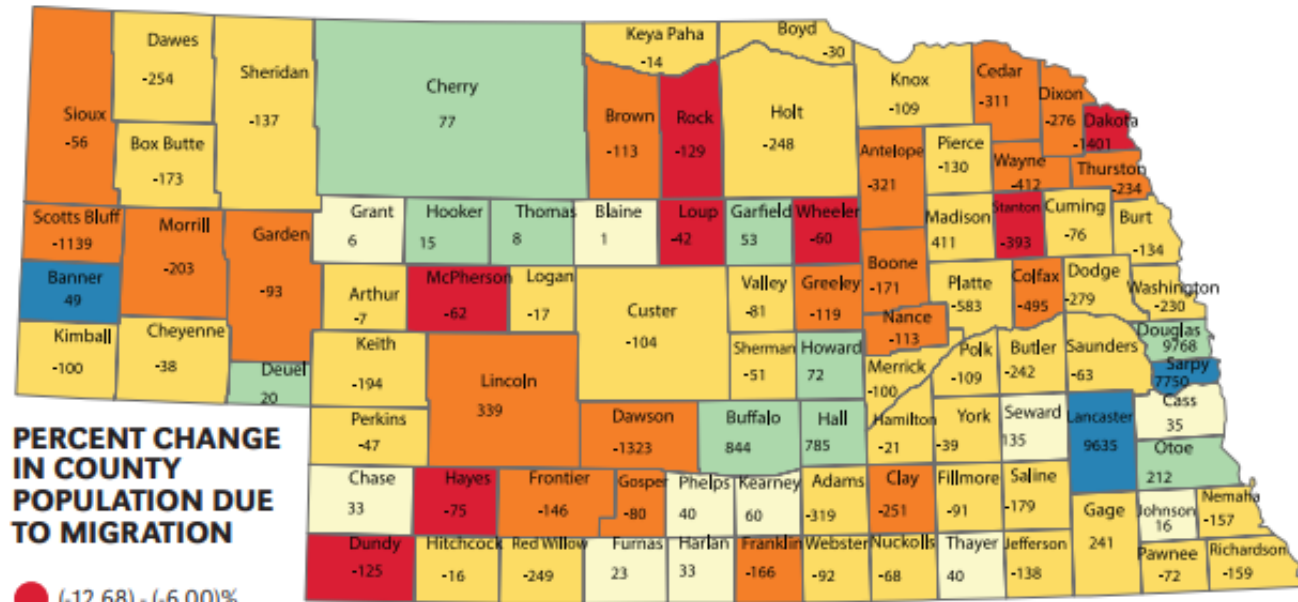 Dawes
-254
Sheridan
-137
Cherry
77
Keya Paha
-14
Boyd
-30
Sioux
-56
Box Butte
-173
Brown
-113
Rock
-129
Holt
-248
Knox
-109
Cedar
-311
Dixon
-276
Dakota
-1401
Antelope
-321
Pierce
-130
Wayne
-412
Thurston
-234
Scotts Bluff
-1139
Morrill
-203
Garden
-93
Grant
6
Hooker
15
Thomas
8
Blaine
1
Loup
-42
Garfield
53
Wheeler
-60
Madison
411
Stanton
-393
Cuming
-76
Burt
-134
Banner
49
Arthur
-7
McPherson
-62
Logan
-17
Custer
-104
Valley
-81
Greeley
-119
Boone
-171
Platte
-583
Colfax
-495
Dodge
-279
Washington
-230
Kimball
-100
Cheyenne
-38
Deuel
20
Keith
-194
Lincoln
339
Sherman
-51
Howard
72
Nance
-113
Merrick
-100
Polk
-109
Butler
-242
Saunders
-63
Douglas
9768
Sarpy
7750
Perkins
-47
Dawson
-1323
Buffalo
844
Hall
785
Hamilton
-21
York
-39
Seward
135
Lancaster
9635
Cass
35
Otoe
212
PERCENT CHANGE
IN COUNTY
POPULATION DUE
TO MIGRATION
Chase
33
Hayes
-75
Frontier
-146
Gosper
-80
Phelps
40
Kearney
60
Adams
-319
Clay
-251
Fillmore
-91
Saline
-179
Gage
241
Johnson
16
Nemaha
-157
Dundy
-125
Hitchcock
-16
Red Willow
-249
Furnas
23
Harlan
33
Franklin
-166
Webster
-92
Nuckolls
-68
Thayer
40
Jefferson
-138
Pawnee
-72
Richardson
-159
(-12.68) - (-6.00)%